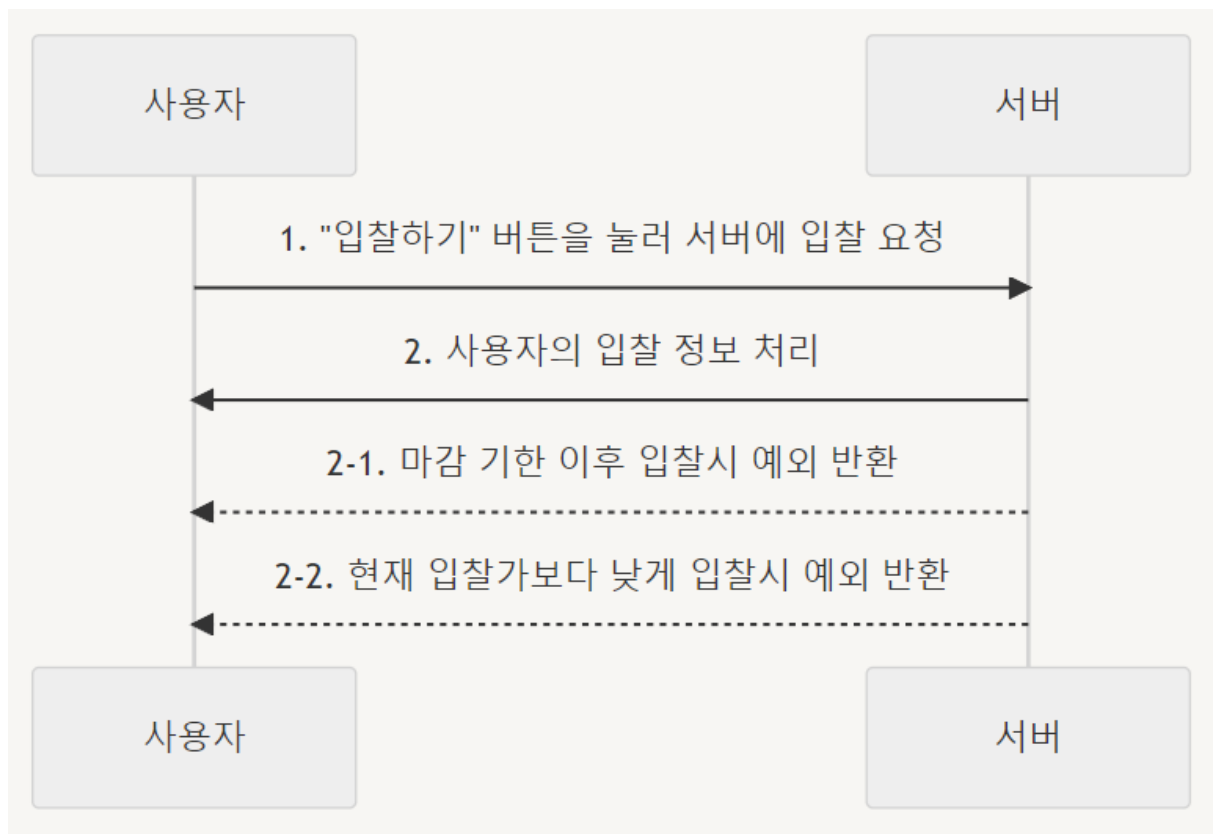 사용자
서버
1. "입찰하기" 버튼을 눌러 서버에 입찰 요청
2. 사용자의 입찰 정보 처리
2-1. 마감 기한 이후 입찰시 예외 반환
2-2. 현재 입찰가보다 낮게 입찰시 예외 반환
사용자
서버